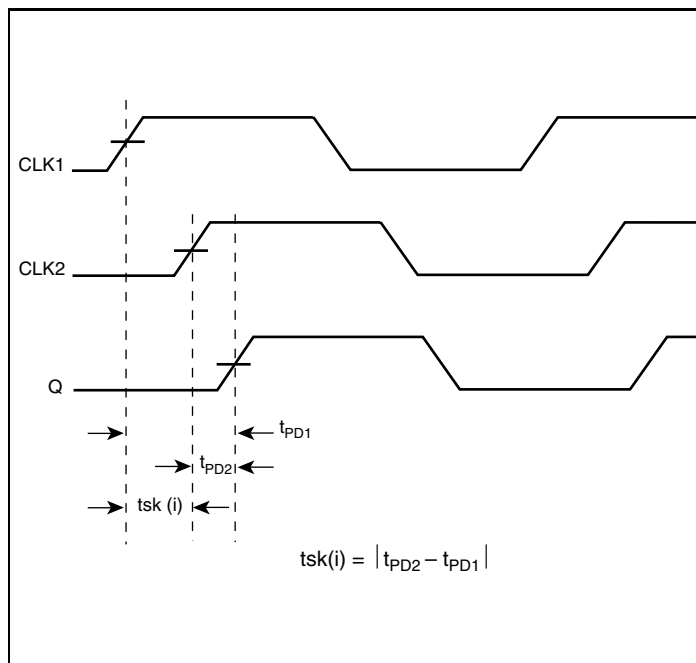 CLK1
CLK2
Q
tPD1
tPD2
tsk (i)
tsk(i) = |tPD2 – tPD1|